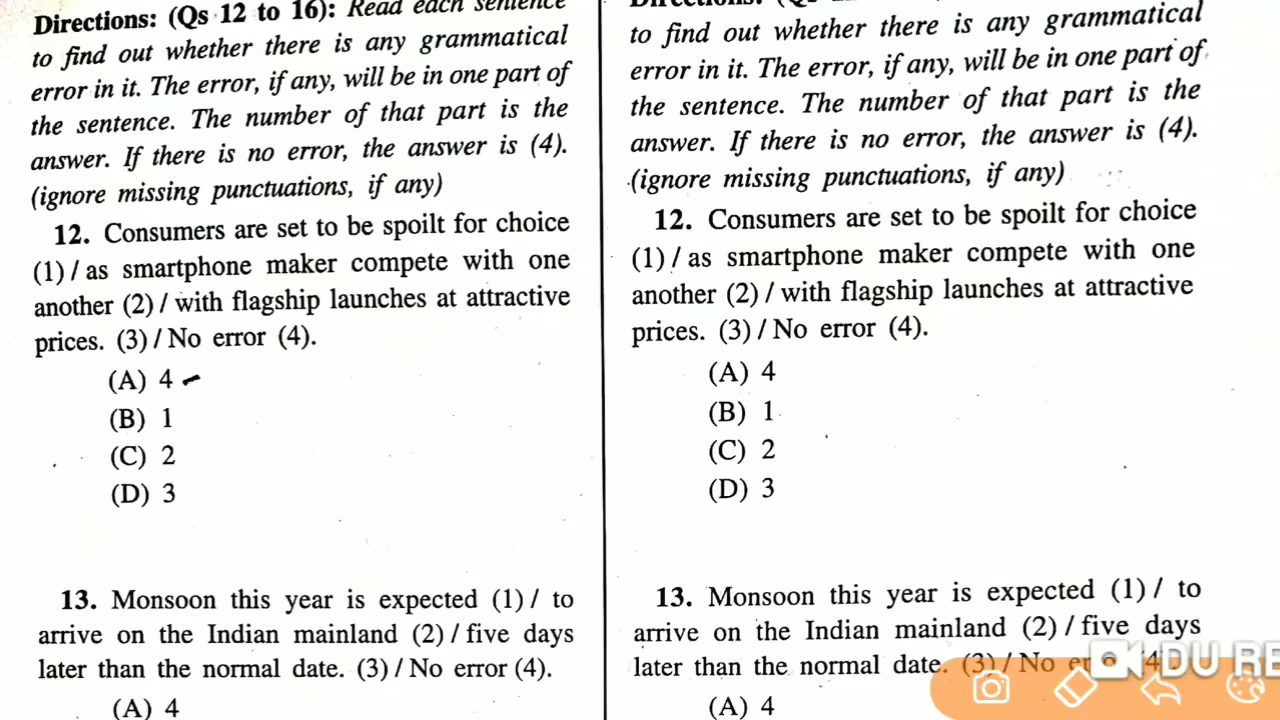 Directions: (Qs 12 to 16): Read each sentence
to find out whether there is any grammatical
error in it. The error, if any, will be in one part of
the sentence. The number of that part is the
answer. If there is no error, the answer is (4).
(ignore missing punctuations, if any)
12. Consumers are set to be spoilt for choice
(1) / as smartphone maker compete with one
another (2) / with flagship launches at attractive
prices. (3) / No error (4).
(A) 4
(B) 1
(C) 2
(D) 3
13. Monsoon this year is expected (1) / to
arrive on the Indian mainland (2) / five days
later than the normal date. (3) / No error (4).
(A) 4
to find out whether there is any grammatical
error in it. The error, if any, will be in one part of
the sentence. The number of that part is the
answer. If there is no error, the answer is (4).
(ignore missing punctuations, if any)
12. Consumers are set to be spoilt for choice
(1) / as smartphone maker compete with one
another (2) / with flagship launches at attractive
prices. (3) / No error (4).
(A) 4
(B) 1
(C) 2
(D) 3
13. Monsoon this year is expected (1) / to
arrive on the Indian mainland (2) / five days
later than the normal date. (3) / No
DU RE
(A) 4